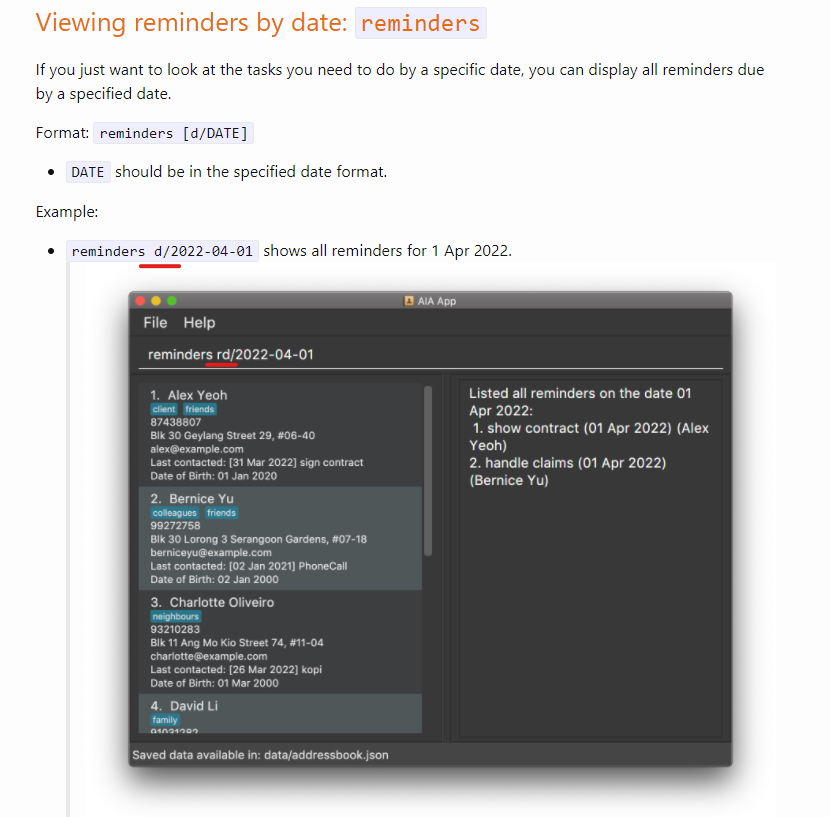 Viewing reminders by date: reminders
If you just want to look at the tasks you need to do by a specific date, you can display all reminders due
by a specified date.
Format: reminders [d/DATE]
DATE should be in the specified date format.
Example:
reminders d/2022-04-01 shows all reminders for 1 Apr 2022.
AIA App
File Help
reminders rd/2022-04-01
1. Alex Yeoh
client friends
87438807
Blk 30 Geylang Street 29, #06-40
alex@example.com
Last contacted: [31 Mar 2022] sign contract
Date of Birth: 01 Jan 2020
2. Bernice Yu
colleagues friends
99272758
Blk 30 Lorong 3 Serangoon Gardens, #07-18
berniceyu@example.com
Last contacted: [02 Jan 2021] PhoneCall
Date of Birth: 02 Jan 2000
3. Charlotte Oliveiro
neighbours
93210283
Blk 11 Ang Mo Kio Street 74, #11-04
charlotte@example.com
Last contacted: [26 Mar 2022] kopi
Date of Birth: 01 Mar 2000
4. David Li
family
91031282
Listed all reminders on the date 01
Apr 2022:
1. show contract (01 Apr 2022) (Alex
Yeoh)
2. handle claims (01 Apr 2022)
(Bernice Yu)
Saved data available in: data/addressbook.json